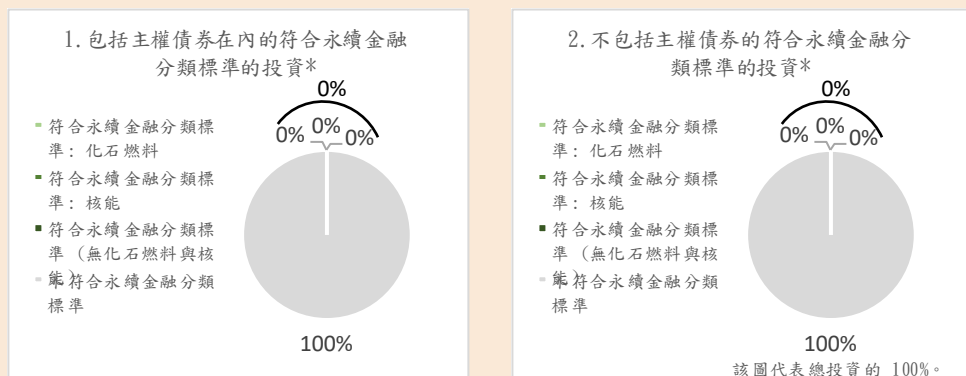 1.包括主權債券在內的符合永續金融
分類標準的投資*
0%
0% 0% 0%
符合永續金融分類標
準: 化石燃料
符合永續金融分類標
準: 核能
符合永續金融分類標
準 (無化石燃料與核
能)
未符合永續金融分類
標準
100%
2.不包括主權債券的符合永續金融分
類標準的投資*
0%
0% 0% 0%
符合永續金融分類標
準: 化石燃料
符合永續金融分類標
準: 核能
符合永續金融分類標
準 (無化石燃料與核
能)
未符合永續金融分類
標準
100%
該圖代表總投資的 100%。